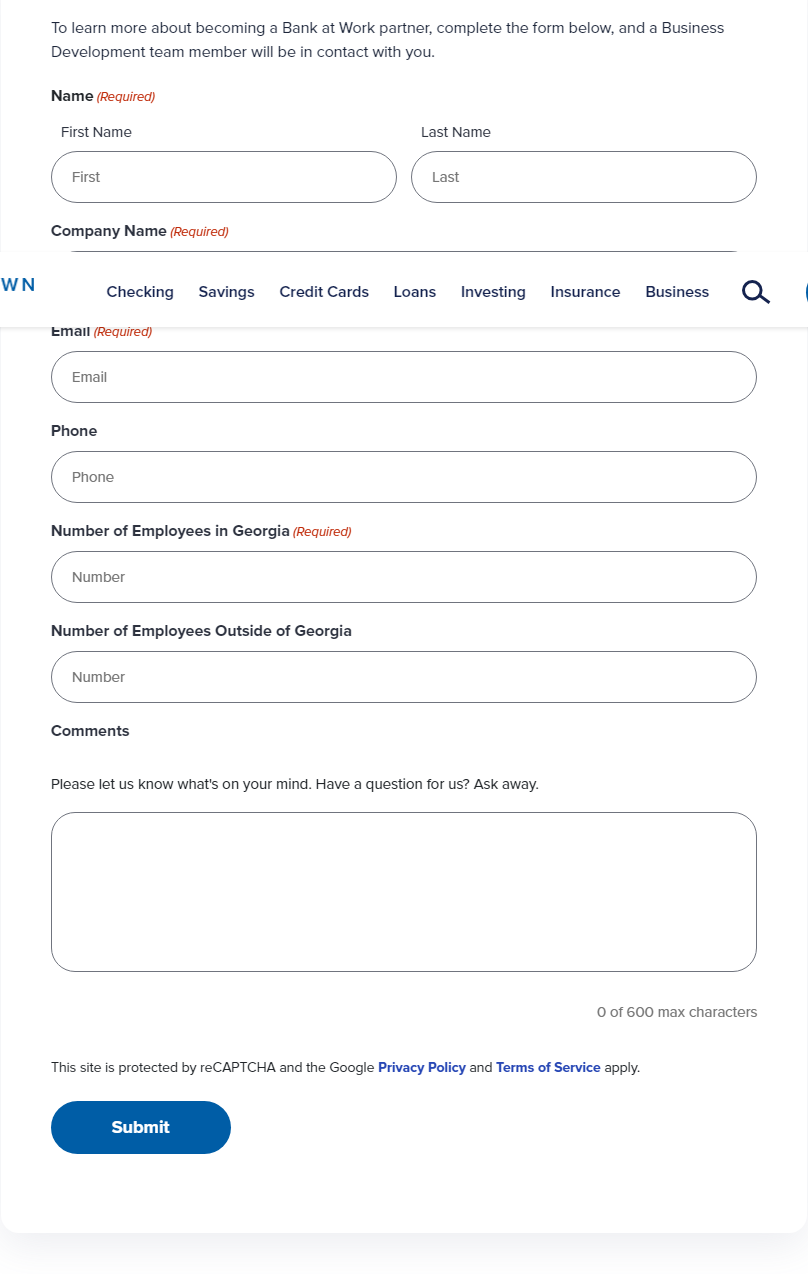 To learn more about becoming a Bank at Work partner, complete the form below, and a Business
Development team member will be in contact with you.
Name (Required)
First Name Last Name
First Last
Company Name (Required)
WN Checking Savings Credit Cards Loans Investing Insurance Business
Email (Required)
Email
Phone
Phone
Number of Employees in Georgia (Required)
Number
Number of Employees Outside of Georgia
Number
Comments
Please let us know what's on your mind. Have a question for us? Ask away.
0 of 600 max characters
This site is protected by reCAPTCHA and the Google Privacy Policy and Terms of Service apply.
Submit